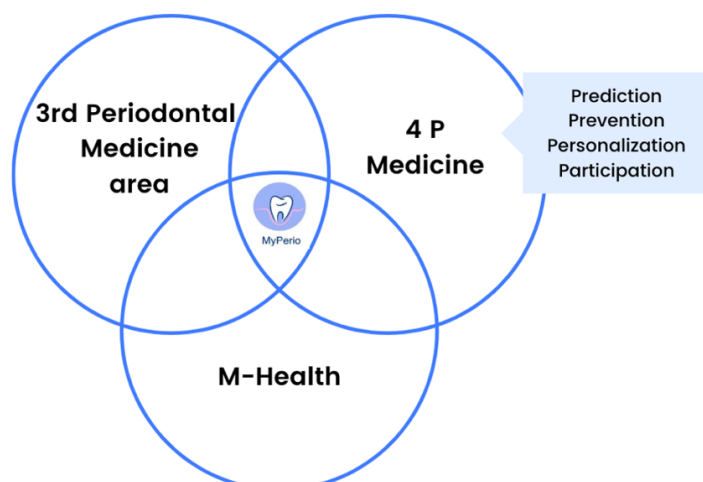 3rd Periodontal
Medicine
area
4 P
Medicine
Prediction
Prevention
Personalization
Participation
MyPerio
M-Health